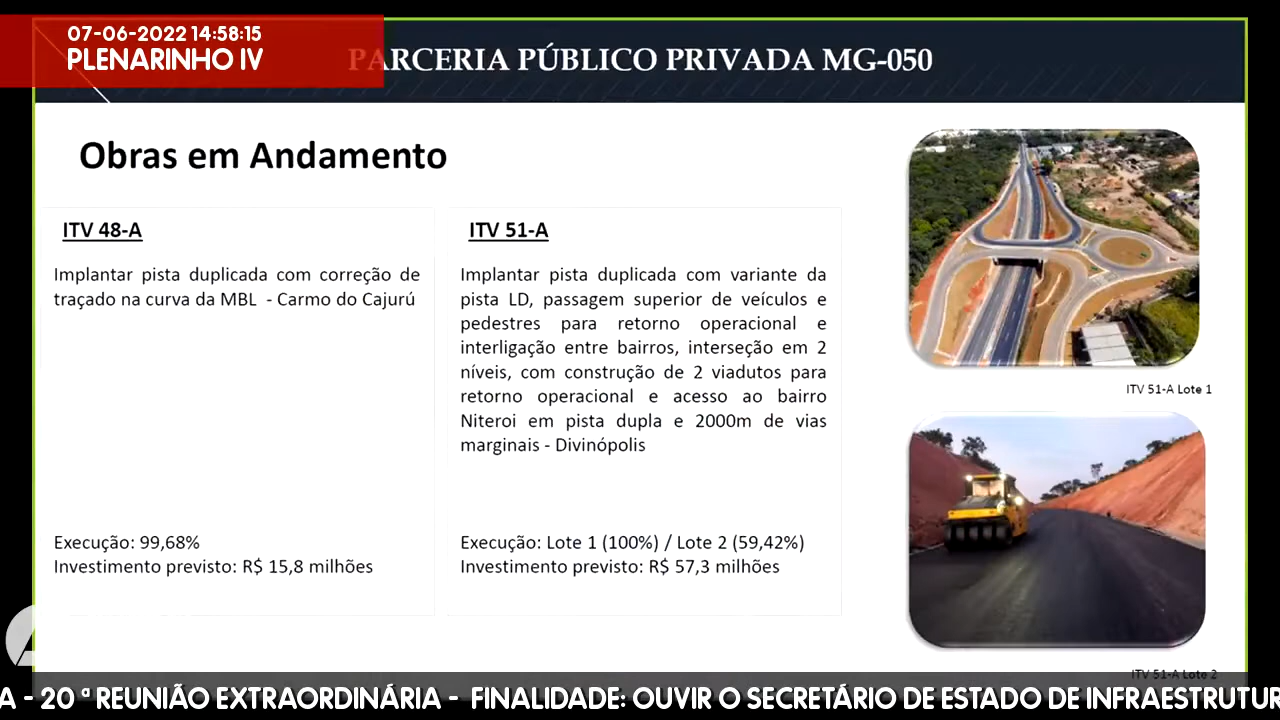 07-06-2022 14:58:15
PLENARINHO IV
PARCERIA PÚBLICO PRIVADA MG-050
Obras em Andamento
ITV 48-A
Implantar pista duplicada com correção de
traçado na curva da MBL - Carmo do Cajurú
Execução: 99,68%
Investimento previsto: R$ 15,8 milhões
ITV 51-A
Implantar pista duplicada com variante da
pista LD, passagem superior de veículos e
pedestres para retorno operacional e
interligação entre bairros, interseção em 2
níveis, com construção de 2 viadutos para
retorno operacional e acesso ao bairro
Niteroi em pista dupla e 2000m de vias
marginais - Divinópolis
Execução: Lote 1 (100%) / Lote 2 (59,42%)
Investimento previsto: R$ 57,3 milhões
ITV 51-A Lote 1
ITV 51-A Lote 2
A - 20 ª REUNIÃO EXTRAORDINÁRIA - FINALIDADE: OUVIR O SECRETÁRIO DE ESTADO DE INFRAESTRUTUR